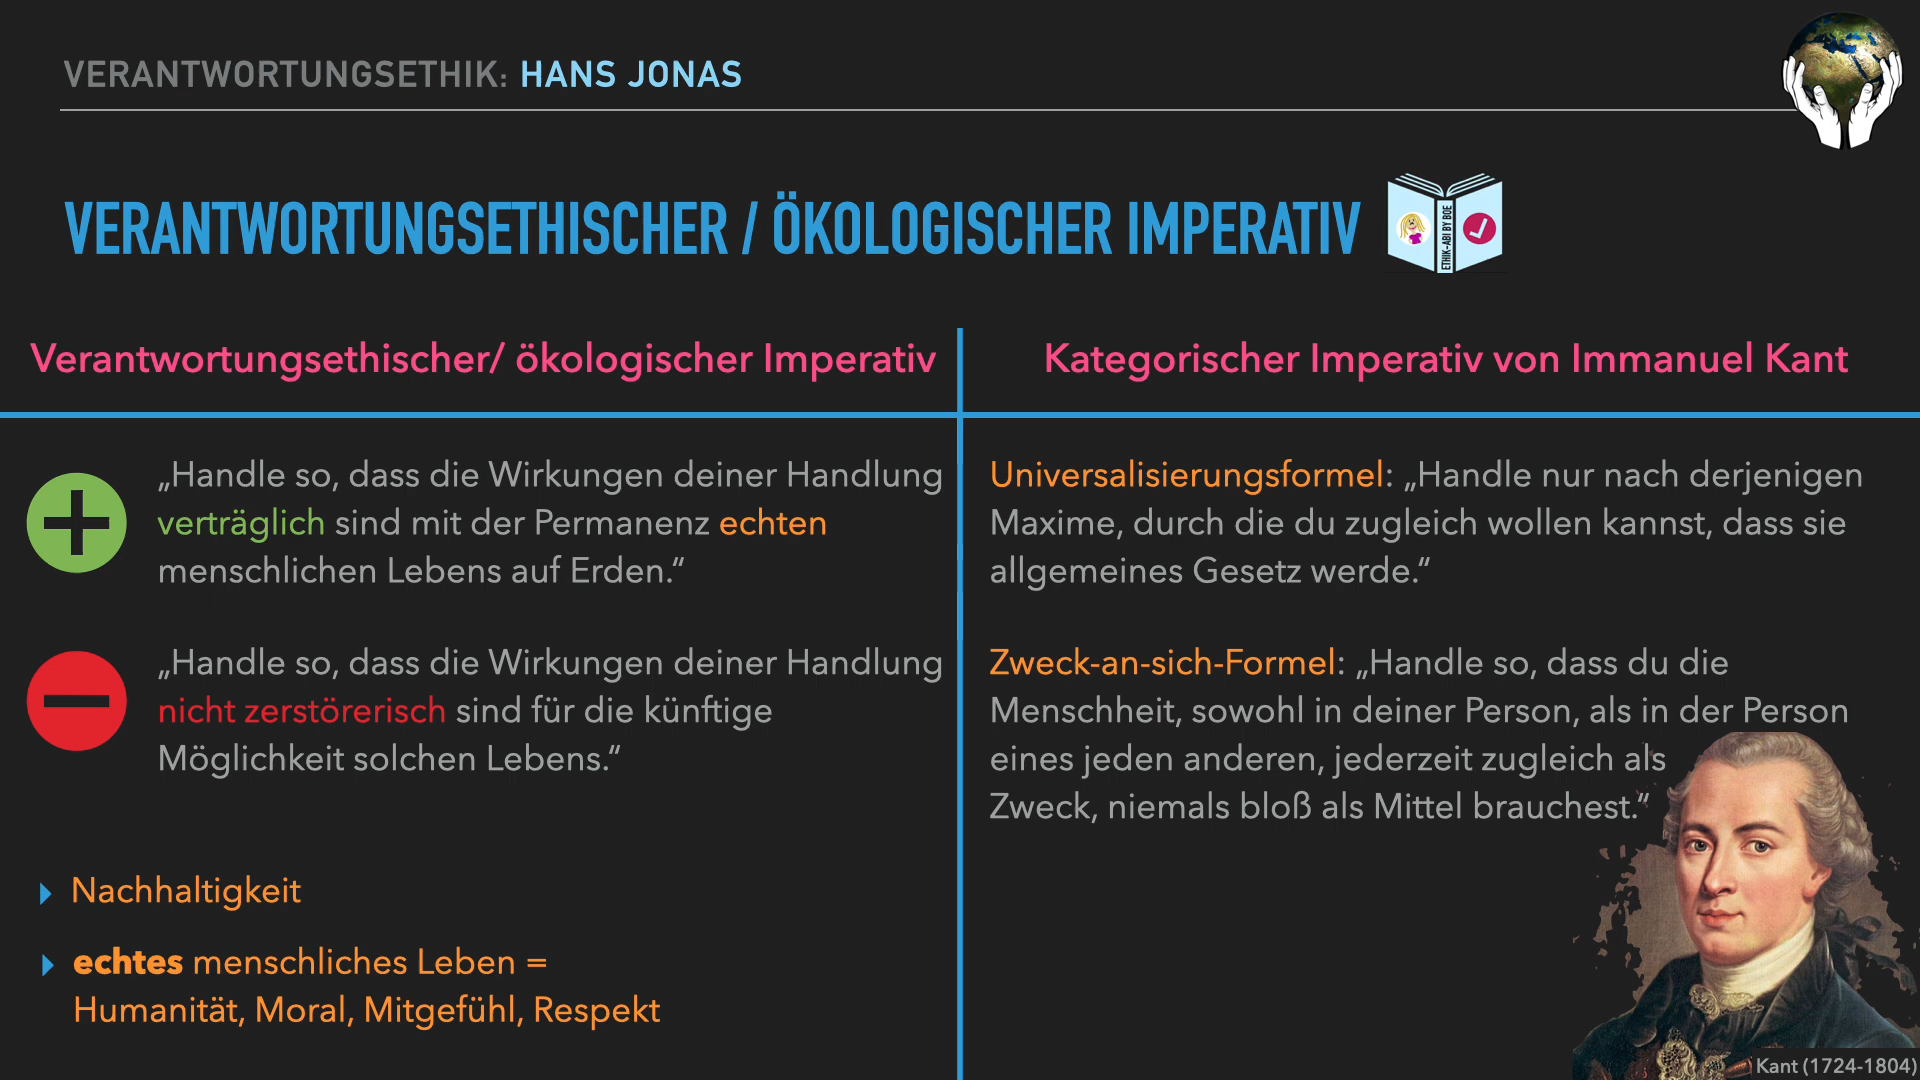 VERANTWORTUNGSETHIK: HANS JONAS
VERANTWORTUNGSETHISCHER / ÖKOLOGISCHER IMPERATIV
ETHIK-ABI BY BOE
Verantwortungsethischer/ ökologischer Imperativ
„Handle so, dass die Wirkungen deiner Handlung
verträglich sind mit der Permanenz echten
menschlichen Lebens auf Erden.“
„Handle so, dass die Wirkungen deiner Handlung
nicht zerstörerisch sind für die künftige
Möglichkeit solchen Lebens.“
Nachhaltigkeit
echtes menschliches Leben =
Humanität, Moral, Mitgefühl, Respekt
Kategorischer Imperativ von Immanuel Kant
Universalisierungsformel: „Handle nur nach derjenigen
Maxime, durch die du zugleich wollen kannst, dass sie
allgemeines Gesetz werde.“
Zweck-an-sich-Formel: „Handle so, dass du die
Menschheit, sowohl in deiner Person, als in der Person
eines jeden anderen, jederzeit zugleich als
Zweck, niemals bloß als Mittel brauchest.“
Kant (1724-1804)